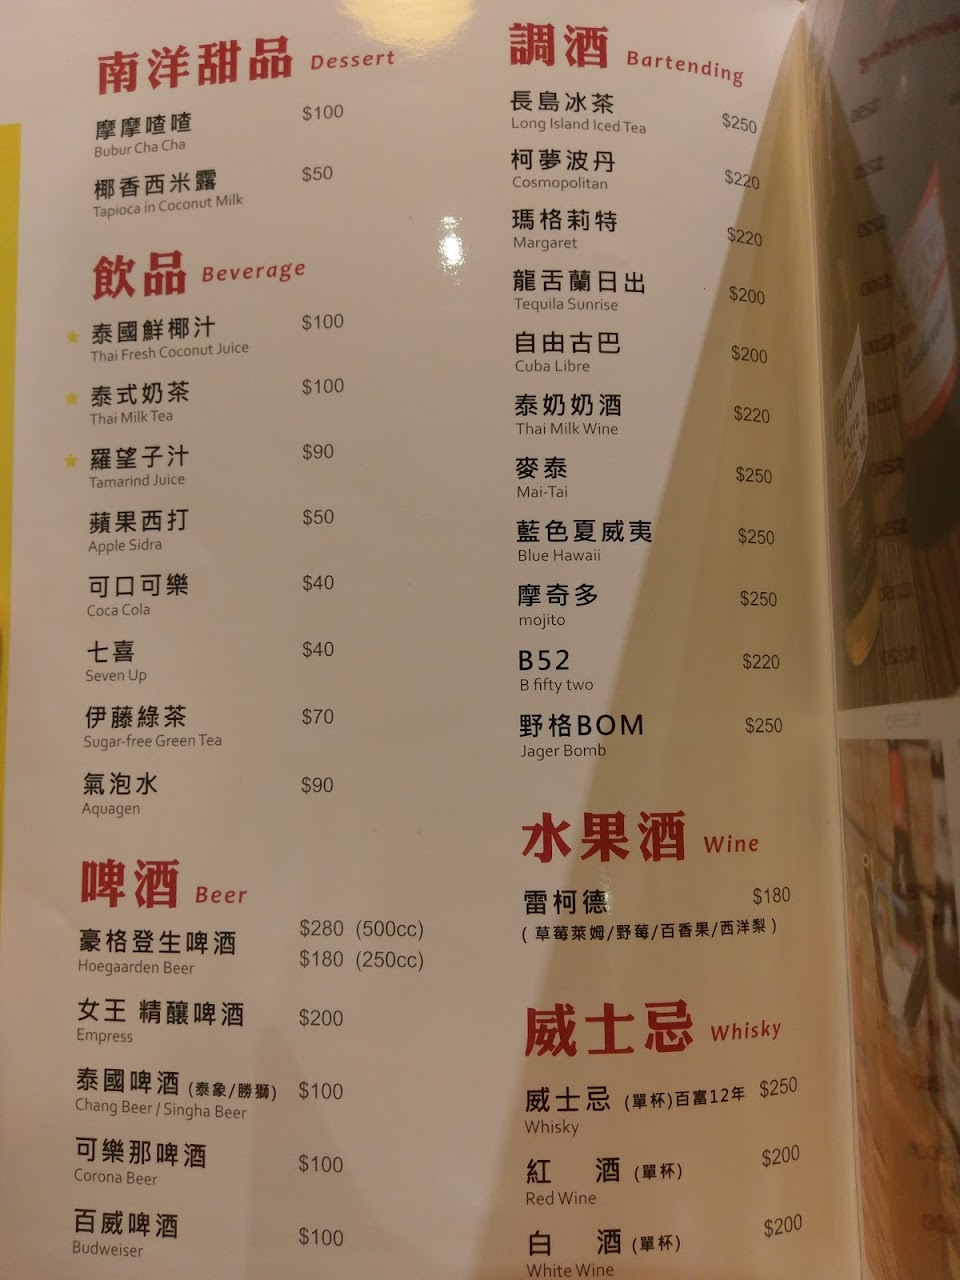 南洋甜品 Dessert
摩摩喳喳 $100
Bubur Cha Cha
椰香西米露 $50
Tapioca in Coconut Milk
飲品 Beverage
泰國鮮椰汁 $100
Thai Fresh Coconut Juice
泰式奶茶 $100
Thai Milk Tea
羅望子汁 $90
Tamarind Juice
蘋果西打 $50
Apple Sidra
可口可樂 $40
Coca Cola
七喜 $40
Seven Up
伊藤綠茶 $70
Sugar-free Green Tea
氣泡水 $90
Aquagen
啤酒 Beer
豪格登生啤酒 $280 (500cc)
Hoegaarden Beer $180 (250cc)
女王 精釀啤酒 $200
Empress
泰國啤酒 (泰象/勝獅) $100
Chang Beer / Singha Beer
可樂那啤酒 $100
Corona Beer
百威啤酒 $100
Budweiser
調酒 Bartending
長島冰茶 $250
Long Island Iced Tea
柯夢波丹 $220
Cosmopolitan
瑪格莉特 $220
Margaret
龍舌蘭日出 $200
Tequila Sunrise
自由古巴 $200
Cuba Libre
泰奶奶酒 $220
Thai Milk Wine
麥泰 $250
Mai-Tai
藍色夏威夷 $250
Blue Hawaii
摩奇多 $250
mojito
B52 $220
B fifty two
野格BOM $250
Jager Bomb
水果酒 Wine
雷柯德 $180
( 草莓萊姆/野莓/百香果/西洋梨 )
威士忌 Whisky
威士忌 (單杯)百富12年 $250
Whisky
紅 酒 (單杯) $200
Red Wine
白 酒 (單杯) $200
White Wine